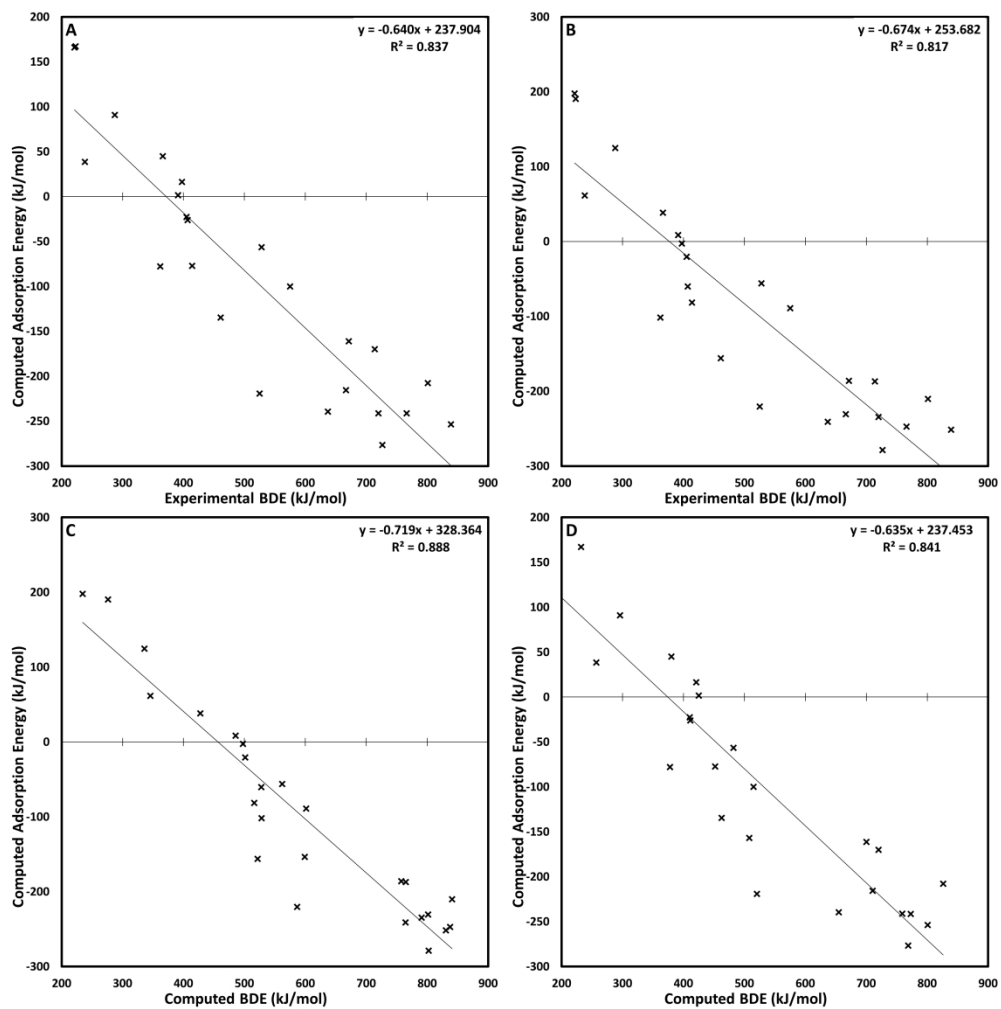 A
y = -0.640x + 237.904
R² = 0.837
200
150
100
50
0
-50
-100
-150
-200
-250
-300
Computed Adsorption Energy (kJ/mol)
200 300 400 500 600 700 800 900
Experimental BDE (kJ/mol)
B
y = -0.674x + 253.682
R² = 0.817
300
200
100
0
-100
-200
-300
Computed Adsorption Energy (kJ/mol)
200 300 400 500 600 700 800 900
Experimental BDE (kJ/mol)
C
y = -0.719x + 328.364
R² = 0.888
300
200
100
0
-100
-200
-300
Computed Adsorption Energy (kJ/mol)
200 300 400 500 600 700 800 900
Computed BDE (kJ/mol)
D
y = -0.635x + 237.453
R² = 0.841
200
150
100
50
0
-50
-100
-150
-200
-250
-300
Computed Adsorption Energy (kJ/mol)
200 300 400 500 600 700 800 900
Computed BDE (kJ/mol)